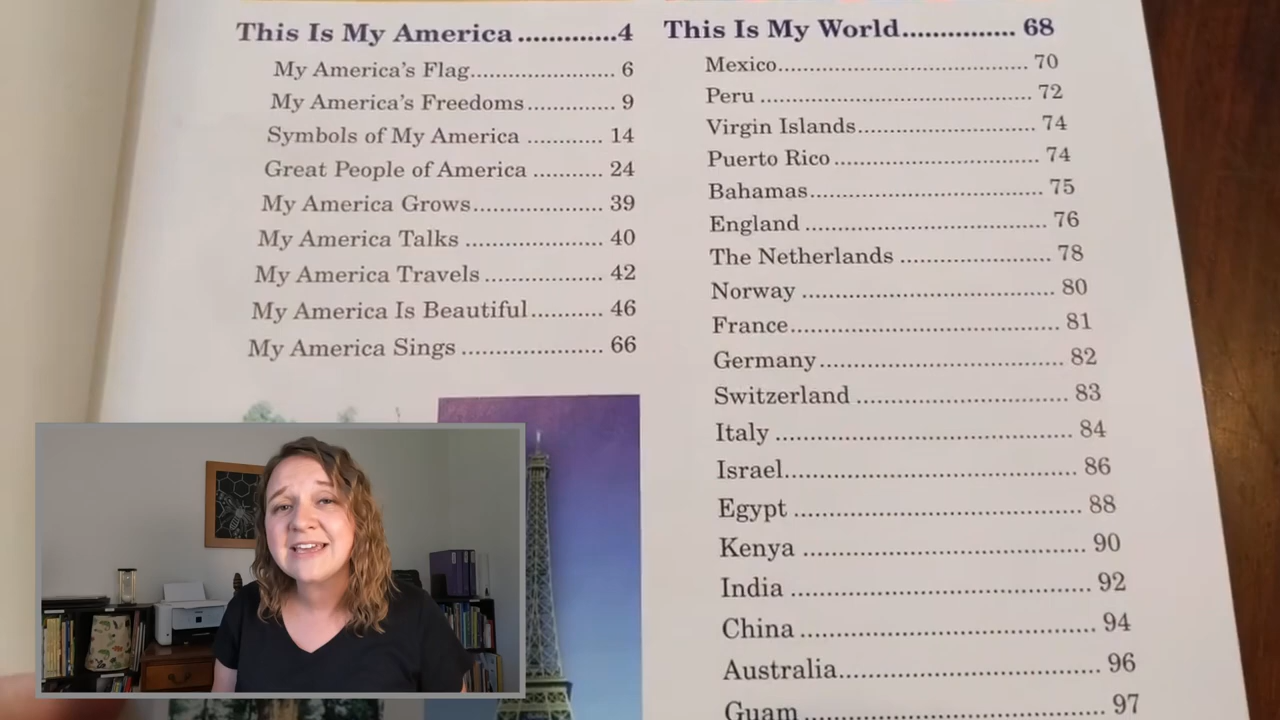 This Is My America.............4
My America's Flag..................... 6
My America's Freedoms............... 9
Symbols of My America ........... 14
Great People of America .......... 24
My America Grows................... 39
My America Talks .................... 40
My America Travels................. 42
My America Is Beautiful.......... 46
My America Sings ..................... 66
This Is My World............... 68
Mexico........................................ 70
Peru ........................................... 72
Virgin Islands............................ 74
Puerto Rico ................................ 74
Bahamas..................................... 75
England ..................................... 76
The Netherlands ....................... 78
Norway ...................................... 80
France......................................... 81
Germany..................................... 82
Switzerland ............................... 83
Italy ........................................... 84
Israel.......................................... 86
Egypt .......................................... 88
Kenya ......................................... 90
India ........................................... 92
China .......................................... 94
Australia.................................... 96
Guam .......................................... 97